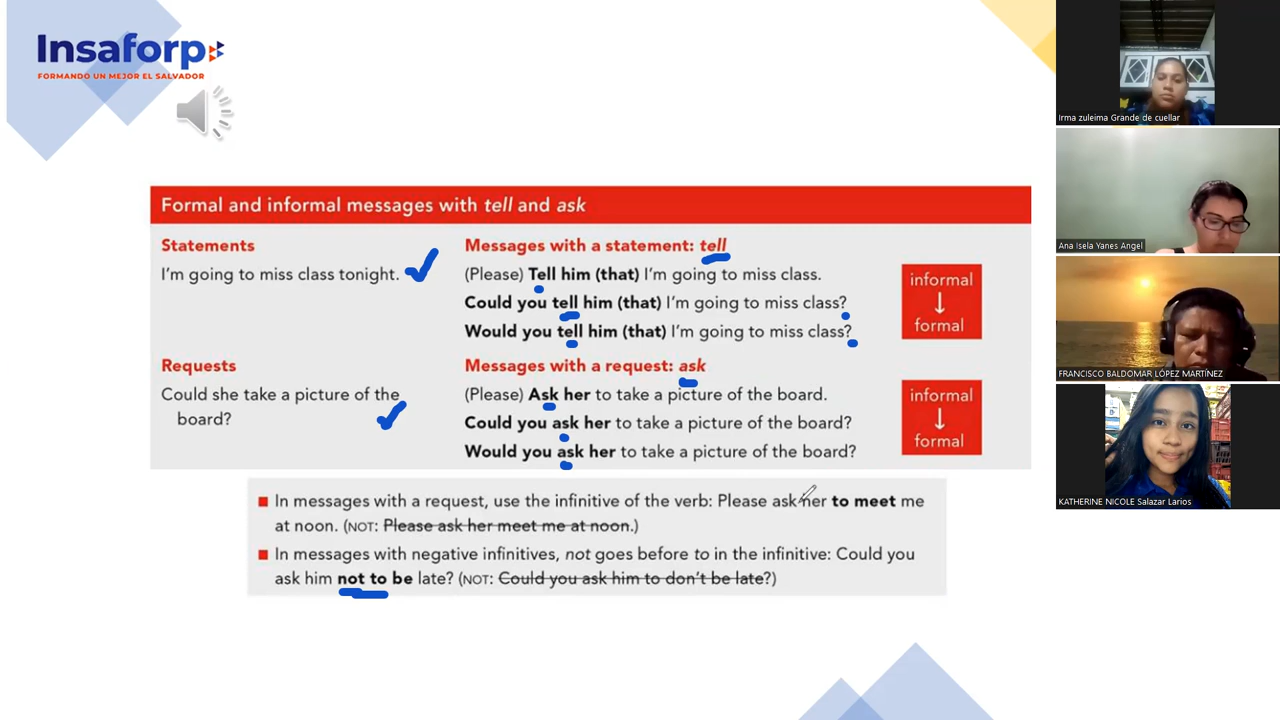 Insaforp
FORMANDO UN MEJOR EL SALVADOR
Formal and informal messages with tell and ask
Statements
I'm going to miss class tonight.
Messages with a statement: tell
(Please) Tell him (that) I'm going to miss class.
Could you tell him (that) I'm going to miss class?
Would you tell him (that) I'm going to miss class?
informal
↓
formal
Requests
Could she take a picture of the
board?
Messages with a request: ask
(Please) Ask her to take a picture of the board.
Could you ask her to take a picture of the board?
Would you ask her to take a picture of the board?
informal
↓
formal
■ In messages with a request, use the infinitive of the verb: Please ask her to meet me
at noon. (NOT: Please ask her meet me at noon.)
■ In messages with negative infinitives, not goes before to in the infinitive: Could you
ask him not to be late? (NOT: Could you ask him to don't be late?)
Irma zuleima Grande de cuellar
Ana Isela Yanes Angel
FRANCISCO BALDOMAR LÓPEZ MARTÍNEZ
KATHERINE NICOLE Salazar Larios